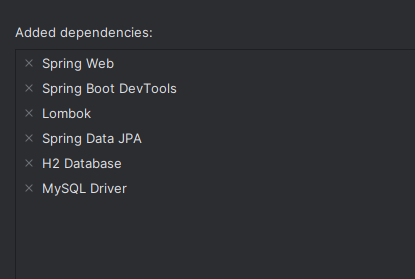 Added dependencies:
Spring Web
Spring Boot DevTools
Lombok
Spring Data JPA
H2 Database
MySQL Driver